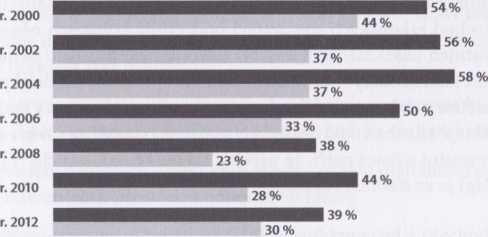 r. 2000 54 %
44 %
r. 2002 56 %
37 %
r. 2004 58 %
37 %
r. 2006 50 %
33 %
r. 2008 38 %
23 %
r. 2010 44 %
28 %
r. 2012 39 %
30 %